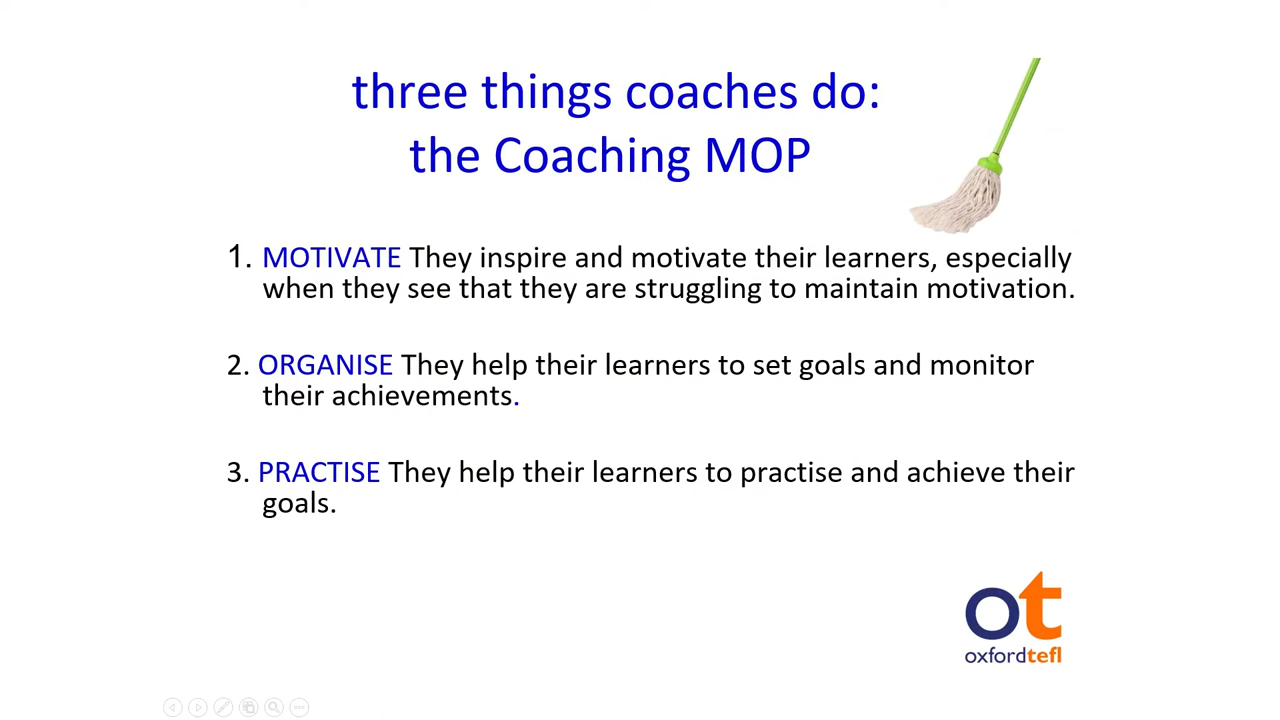 three things coaches do:
the Coaching MOP
1. MOTIVATE They inspire and motivate their learners, especially
when they see that they are struggling to maintain motivation.
2. ORGANISE They help their learners to set goals and monitor
their achievements.
3. PRACTISE They help their learners to practise and achieve their
goals.
ot
oxfordtefl